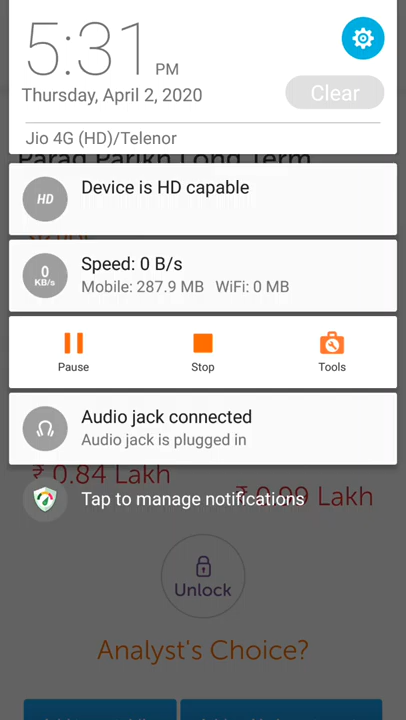 5:31 PM
Thursday, April 2, 2020
Clear
Jio 4G (HD)/Telenor
Parag Parikh Long Term
HD
Device is HD capable
0 KB/s
Speed: 0 B/s
Mobile: 287.9 MB WiFi: 0 MB
Pause Stop Tools
Audio jack connected
Audio jack is plugged in
₹ 0.84 Lakh ₹ 0.99 Lakh
Tap to manage notifications
Unlock
Analyst's Choice?